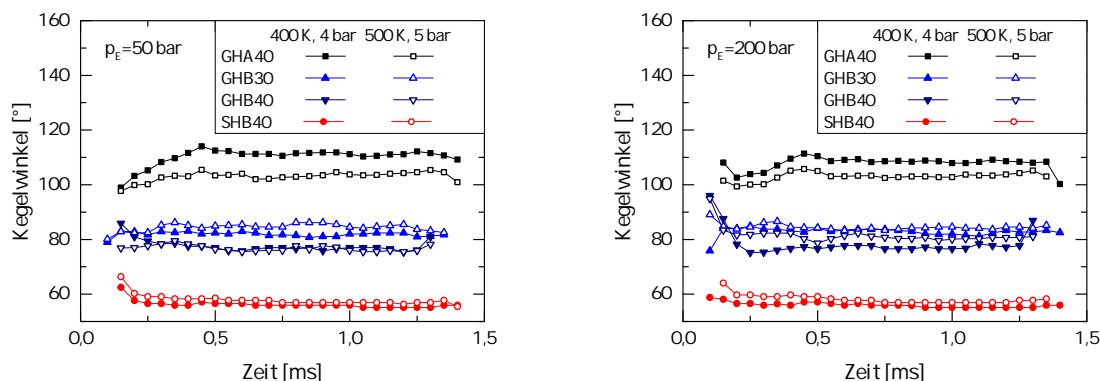 160
140
120
100
80
60
Kegelwinkel [°]
p_E=50 bar
400 K, 4 bar 500 K, 5 bar
GHA40
GHB30
GHB40
SHB40
0,0 0,5 1,0 1,5
Zeit [ms]
160
140
120
100
80
60
Kegelwinkel [°]
p_E=200 bar
400 K, 4 bar 500 K, 5 bar
GHA40
GHB30
GHB40
SHB40
0,0 0,5 1,0 1,5
Zeit [ms]